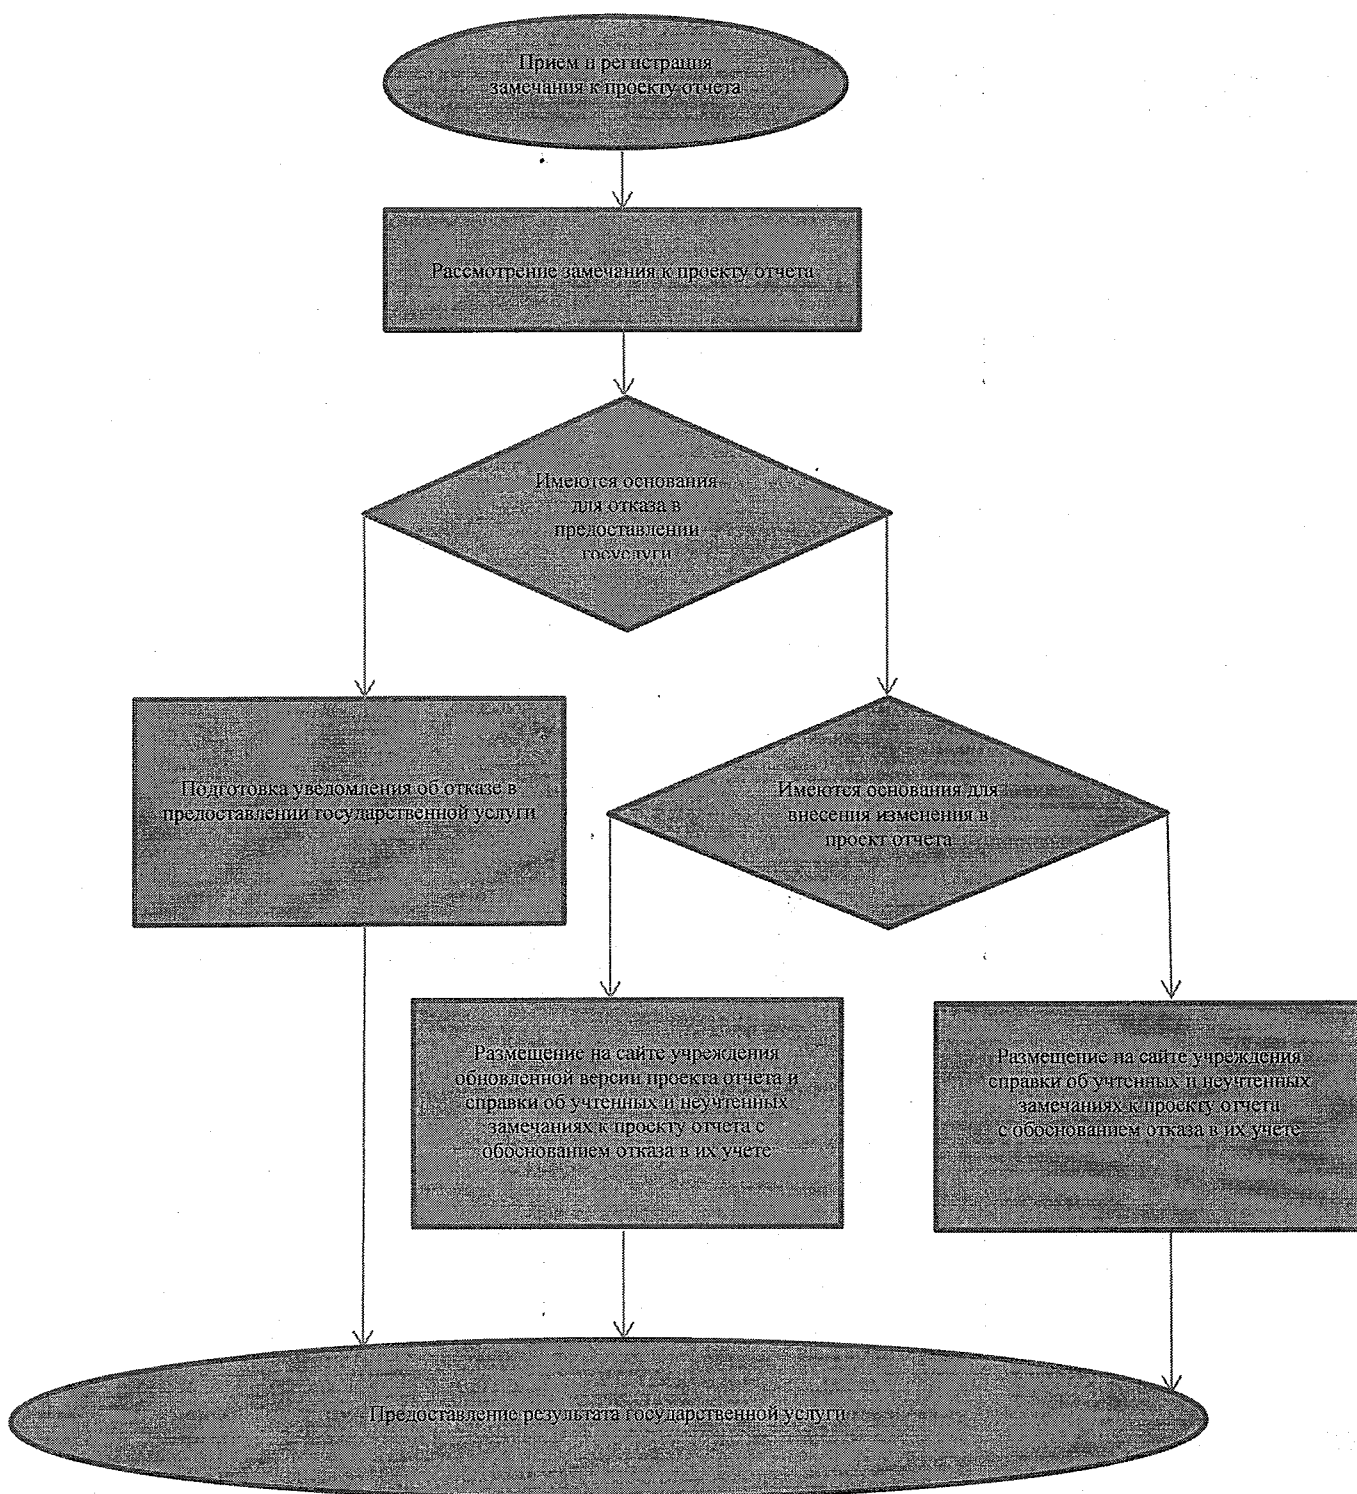 Прием и регистрация
замечания к проекту отчета
Рассмотрение замечания к проекту отчета
Имеются основания
для отказа в
предоставлении
госуслуги
Подготовка уведомления об отказе в
предоставлении государственной услуги
Имеются основания для
внесения изменения в
проект отчета
Размещение на сайте учреждения
обновленной версии проекта отчета и
справки об учтенных и неучтенных
замечаниях к проекту отчета с
обоснованием отказа в их учете
Размещение на сайте учреждения
справки об учтенных и неучтенных
замечаниях к проекту отчета
с обоснованием отказа в их учете
Предоставление результата государственной услуги